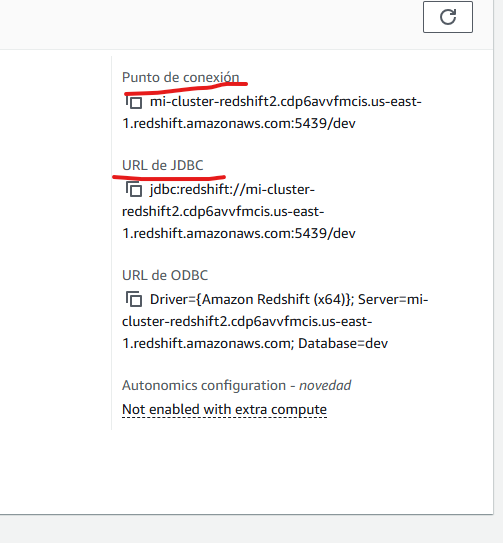 Punto de conexión
mi-cluster-redshift2.cdp6avvfmcis.us-east-
1.redshift.amazonaws.com:5439/dev
URL de JDBC
jdbc:redshift://mi-cluster-
redshift2.cdp6avvfmcis.us-east-
1.redshift.amazonaws.com:5439/dev
URL de ODBC
Driver={Amazon Redshift (x64)}; Server=mi-
cluster-redshift2.cdp6avvfmcis.us-east-
1.redshift.amazonaws.com; Database=dev
Autonomics configuration - novedad
Not enabled with extra compute